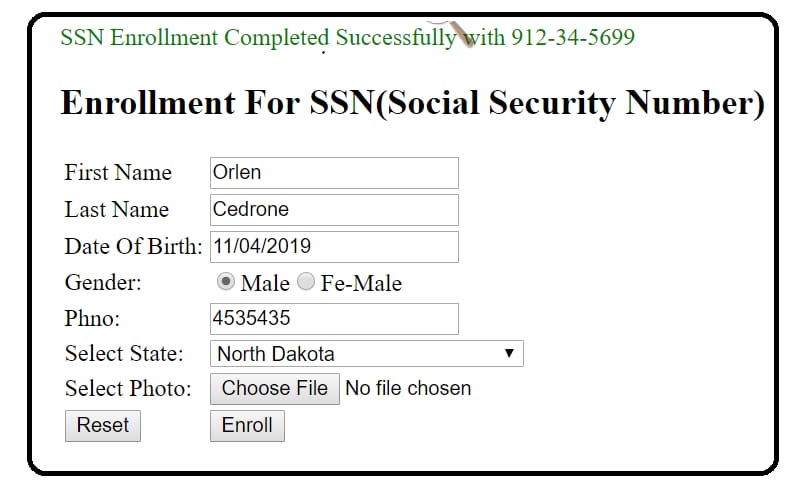 SSN Enrollment Completed Successfully with 912-34-5699
Enrollment For SSN(Social Security Number)
First Name Orlen
Last Name Cedrone
Date Of Birth: 11/04/2019
Gender: Male Fe-Male
Phno: 4535435
Select State: North Dakota
Select Photo: Choose File No file chosen
Reset Enroll